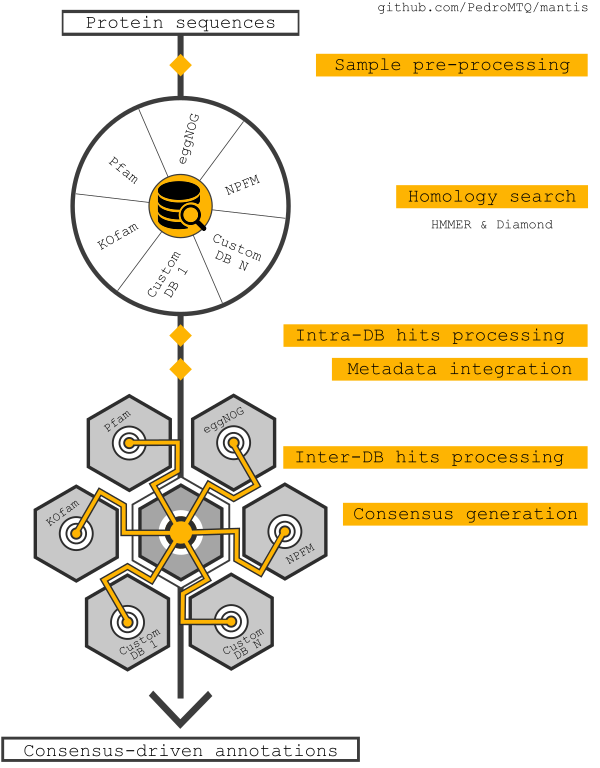 github.com/PedroMTQ/mantis
Protein sequences
Sample pre-processing
eggNOG
Pfam
NPFM
KOfam
Custom
DB 1
Custom
DB N
Homology search
HMMER & Diamond
Intra-DB hits processing
Metadata integration
Pfam
eggNOG
Inter-DB hits processing
KOfam
NPFM
Consensus generation
Custom
DB 1
Custom
DB N
Consensus-driven annotations